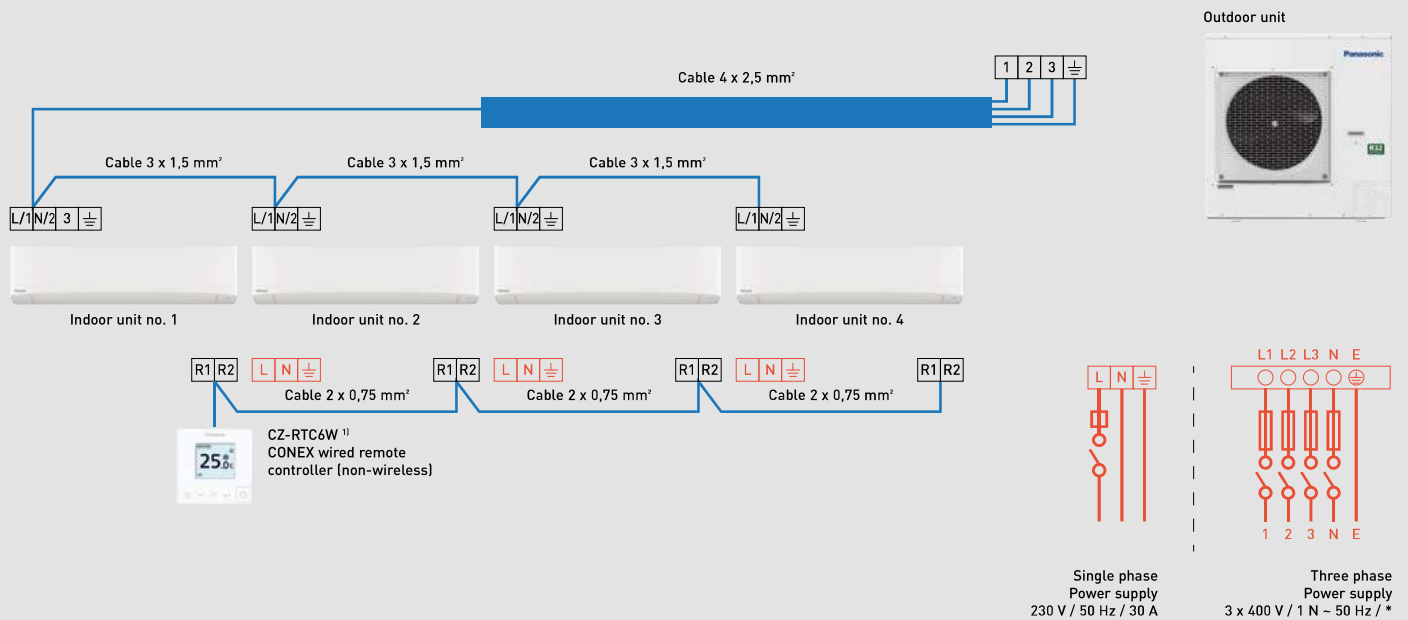 Outdoor unit
Panasonic
R32
1 2 3
Cable 4 x 2,5 mm²
Cable 3 x 1,5 mm² Cable 3 x 1,5 mm² Cable 3 x 1,5 mm²
L/1 N/2 3 L/1 N/2 L/1 N/2 L/1 N/2
Indoor unit no. 1 Indoor unit no. 2 Indoor unit no. 3 Indoor unit no. 4
R1 R2 L N R1 R2 L N R1 R2 L N R1 R2
Cable 2 x 0,75 mm² Cable 2 x 0,75 mm² Cable 2 x 0,75 mm²
CZ-RTC6W 1)
CONEX wired remote
controller (non-wireless)
25.0c
L N
Single phase
Power supply
230 V / 50 Hz / 30 A
L1 L2 L3 N E
1 2 3 N E
Three phase
Power supply
3 x 400 V / 1 N ~ 50 Hz / *